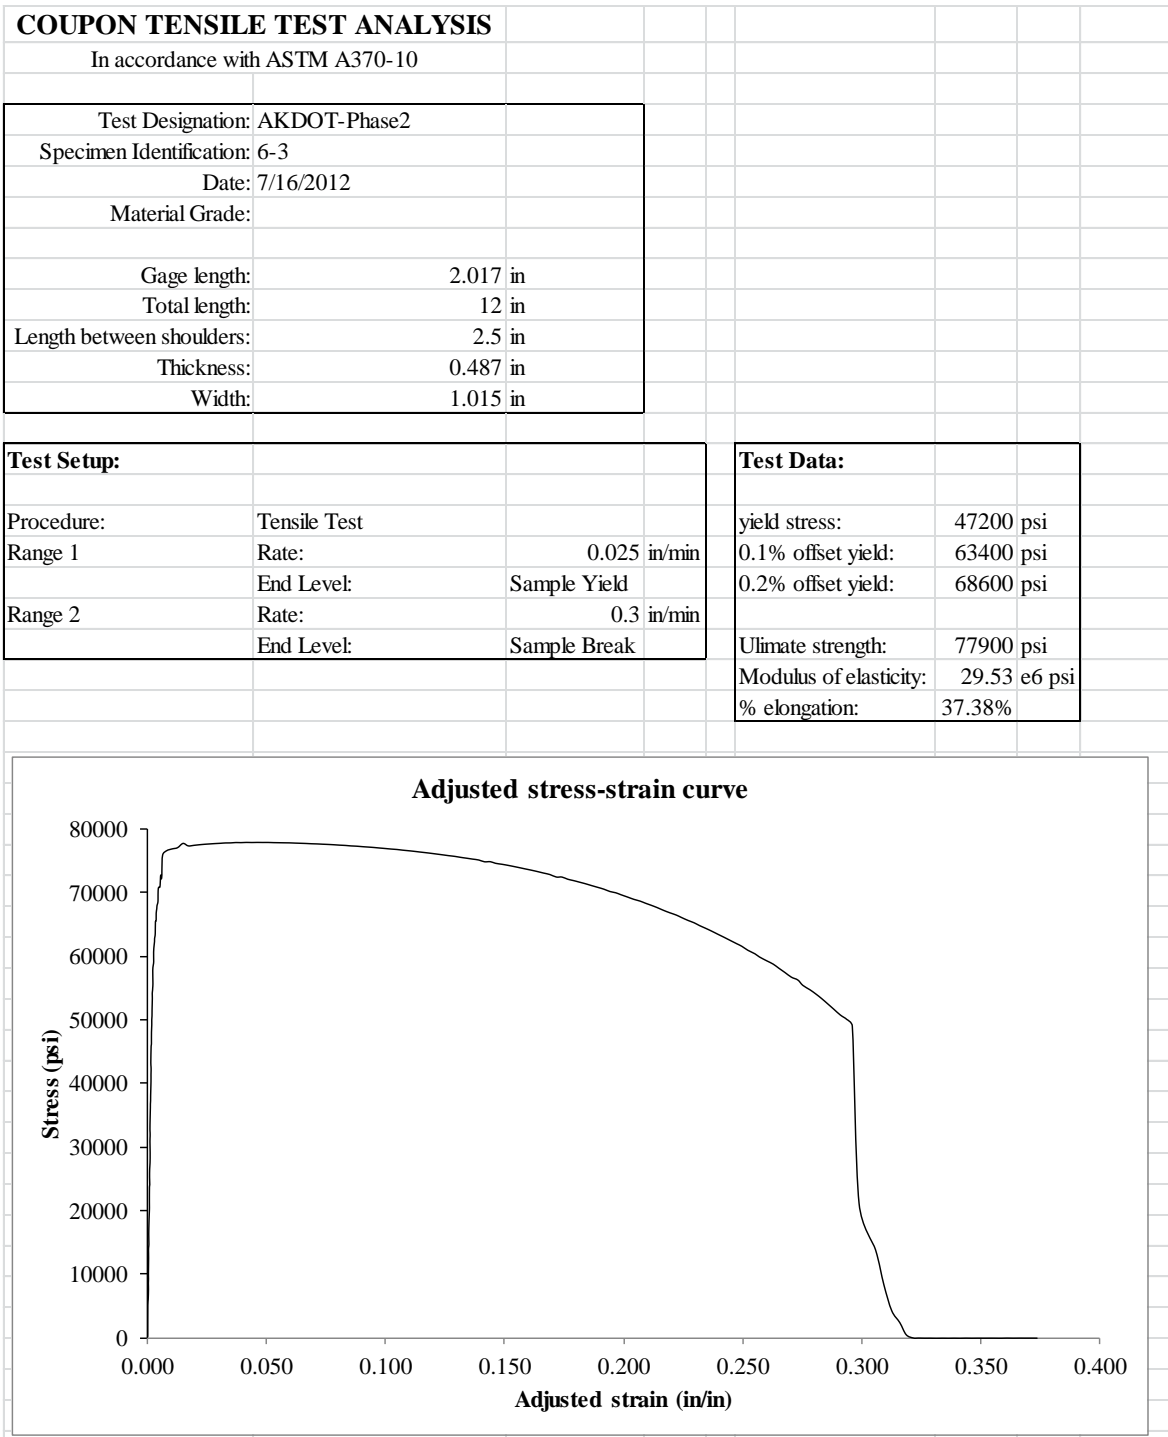 COUPON TENSILE TEST ANALYSIS
In accordance with ASTM A370-10
Test Designation: AKDOT-Phase2
Specimen Identification: 6-3
Date: 7/16/2012
Material Grade:
Gage length: 2.017 in
Total length: 12 in
Length between shoulders: 2.5 in
Thickness: 0.487 in
Width: 1.015 in
Test Setup:
Procedure: Tensile Test
Range 1 Rate: 0.025 in/min
End Level: Sample Yield
Range 2 Rate: 0.3 in/min
End Level: Sample Break
Test Data:
yield stress: 47200 psi
0.1% offset yield: 63400 psi
0.2% offset yield: 68600 psi
Ulimate strength: 77900 psi
Modulus of elasticity: 29.53 e6 psi
% elongation: 37.38%
Adjusted stress-strain curve
80000
70000
60000
50000
40000
30000
20000
10000
0
Stress (psi)
0.000 0.050 0.100 0.150 0.200 0.250 0.300 0.350 0.400
Adjusted strain (in/in)